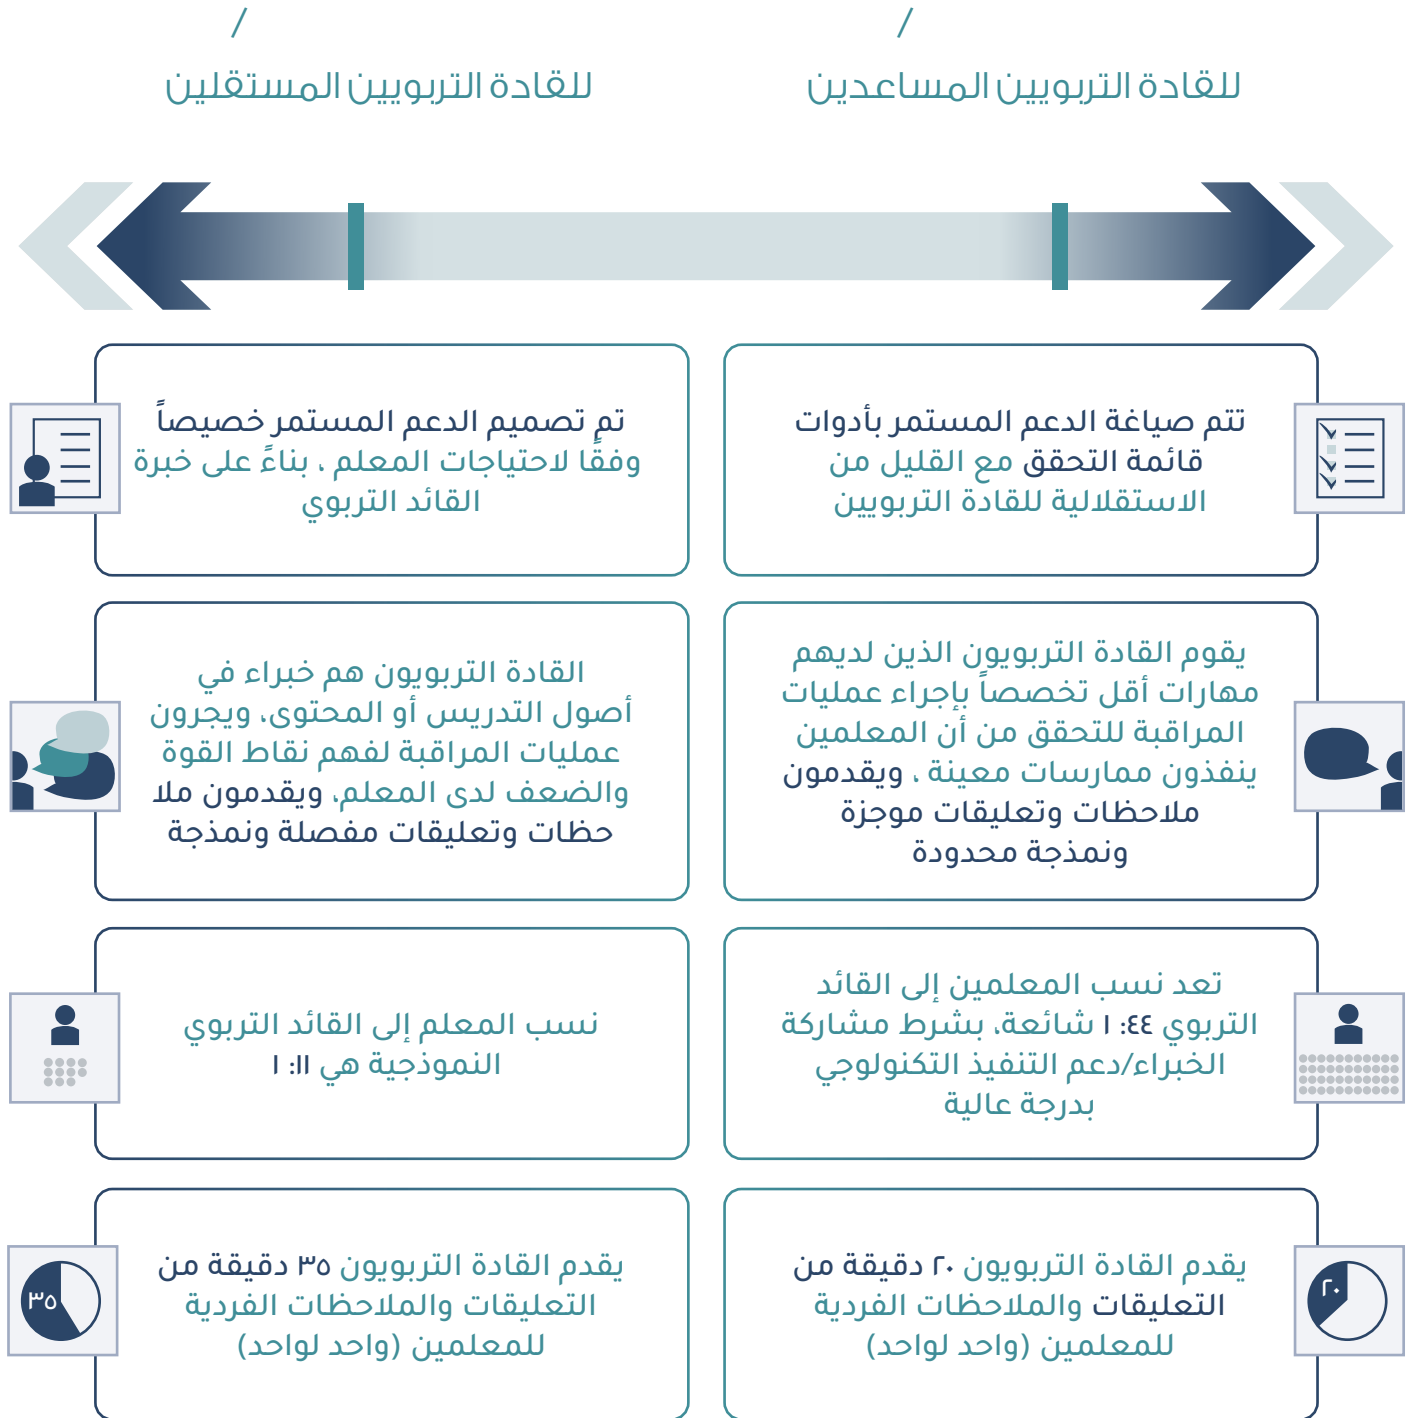 /
/
للقادة التربويين المساعدين
للقادة التربويين المستقلين
تتم صياغة الدعم المستمر بأدوات
قائمة التحقق مع القليل من
الاستقلالية للقادة التربويين
تم تصميم الدعم المستمر خصيصاً
وفقًا لاحتياجات المعلم ، بناءً على خبرة
القائد التربوي
يقوم القادة التربويون الذين لديهم
مهارات أقل تخصصاً بإجراء عمليات
المراقبة للتحقق من أن المعلمين
ينفذون ممارسات معينة ، ويقدمون
ملاحظات وتعليقات موجزة
ونمذجة محدودة
القادة التربويون هم خبراء في
أصول التدريس أو المحتوى، ويجرون
عمليات المراقبة لفهم نقاط القوة
والضعف لدى المعلم، ويقدمون ملا
حظات وتعليقات مفصلة ونمذجة
تعد نسب المعلمين إلى القائد
التربوي ٤٤: ١ شائعة، بشرط مشاركة
الخبراء/دعم التنفيذ التكنولوجي
بدرجة عالية
نسب المعلم إلى القائد التربوي
النموذجية هي ١١: ١
يقدم القادة التربويون ٢٠ دقيقة من
التعليقات والملاحظات الفردية
للمعلمين (واحد لواحد)
٢٠
يقدم القادة التربويون ٣٥ دقيقة من
التعليقات والملاحظات الفردية
للمعلمين (واحد لواحد)
٣٥